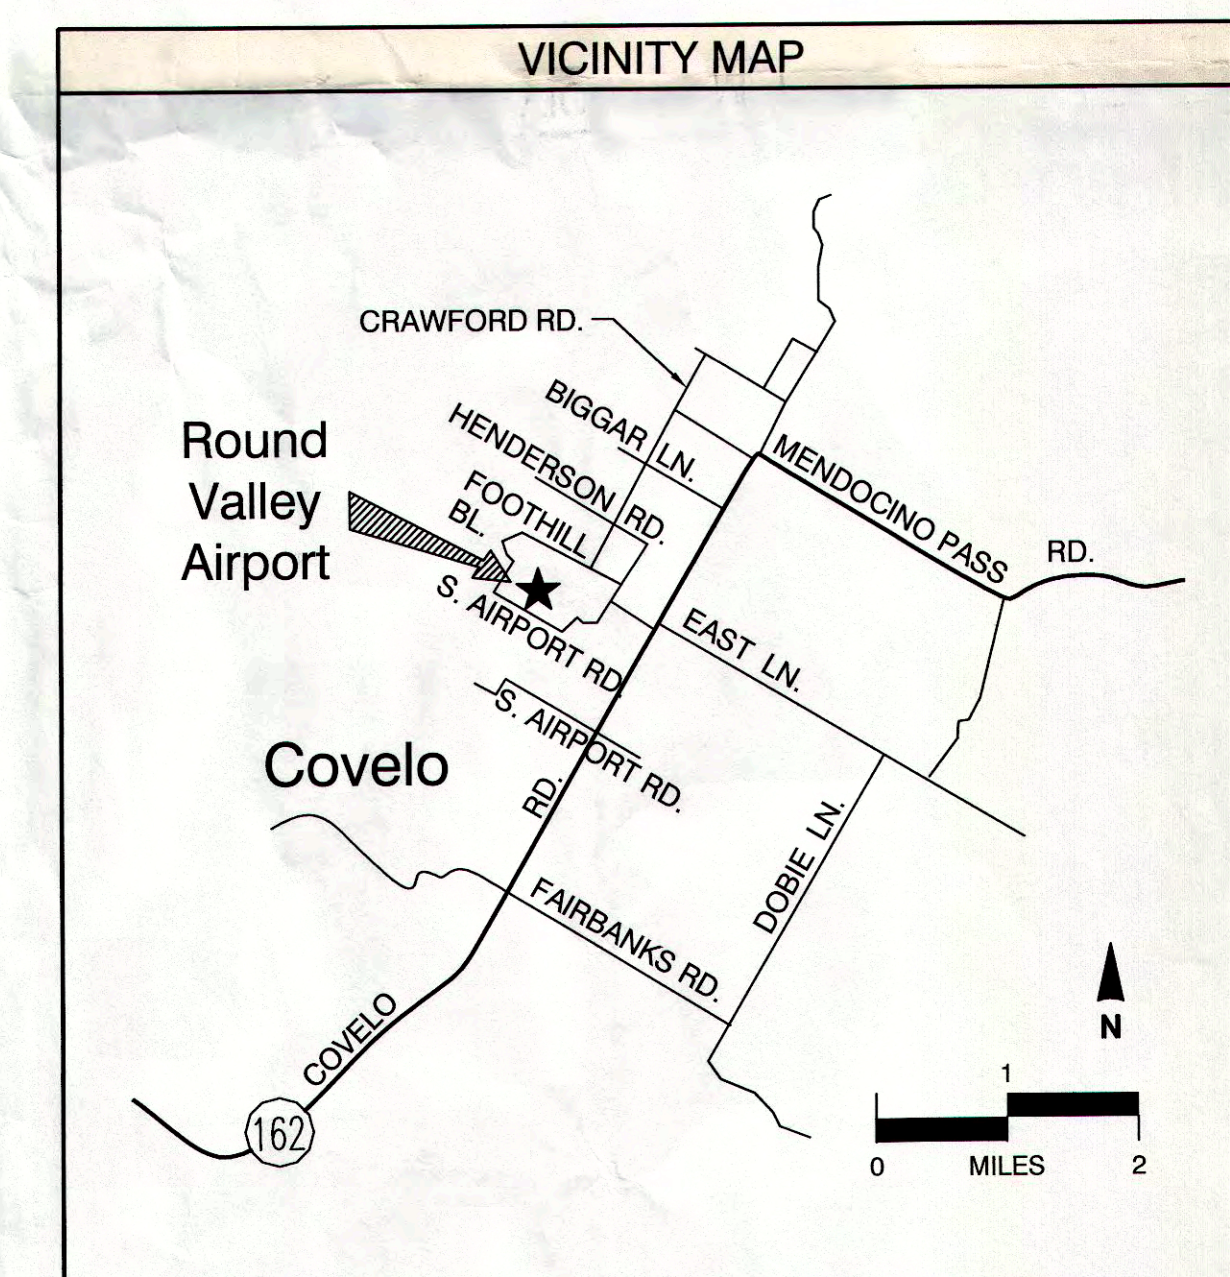 VICINITY MAP
CRAWFORD RD.
BIGGAR LN.
HENDERSON RD.
FOOTHILL
BL.
Round
Valley
Airport
MENDOCINO PASS
RD.
S. AIRPORT RD.
EAST LN.
S. AIRPORT RD.
Covelo
RD.
DOBIE LN.
FAIRBANKS RD.
COVELO
162
N
1
0 MILES 2